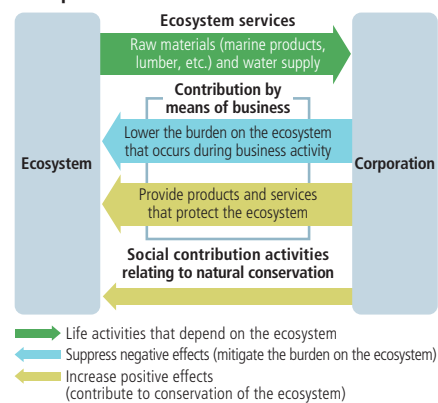 Ecosystem services
Raw materials (marine products,
lumber, etc.) and water supply
Contribution by
means of business
Lower the burden on the ecosystem
that occurs during business activity
Ecosystem
Corporation
Provide products and services
that protect the ecosystem
Social contribution activities
relating to natural conservation
Life activities that depend on the ecosystem
Suppress negative effects (mitigate the burden on the ecosystem)
Increase positive effects
(contribute to conservation of the ecosystem)